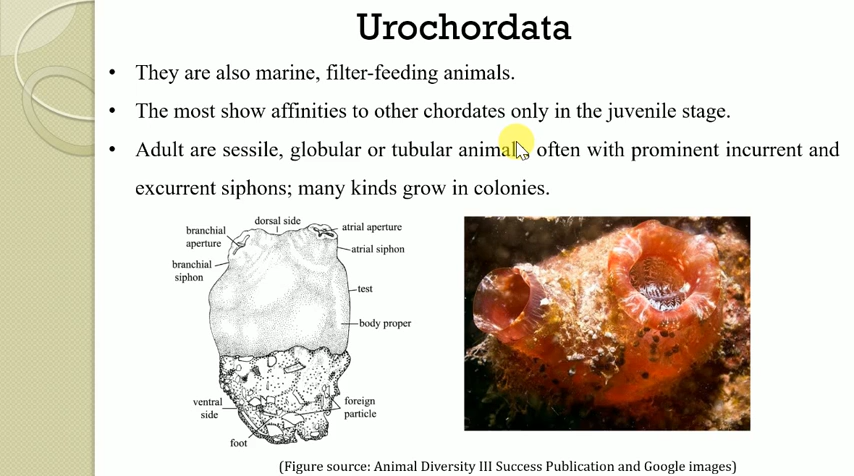 Urochordata
• They are also marine, filter-feeding animals.
• The most show affinities to other chordates only in the juvenile stage.
• Adult are sessile, globular or tubular animals, often with prominent incurrent and
excurrent siphons; many kinds grow in colonies.
dorsal side
branchial
aperture
atrial aperture
atrial siphon
branchial
siphon
test
body proper
ventral
side
foreign
particle
foot
(Figure source: Animal Diversity III Success Publication and Google images)